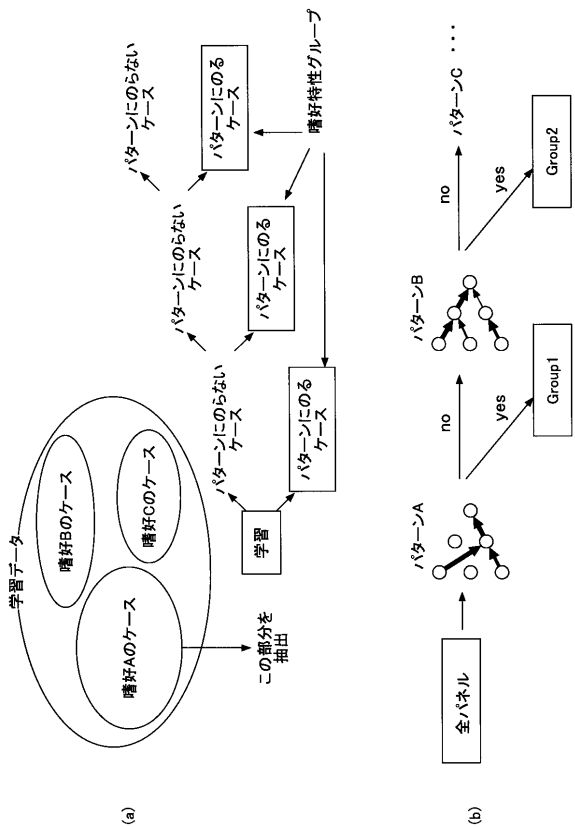 (a)
学習データ
嗜好Aのケース
嗜好Bのケース
嗜好Cのケース
この部分を
抽出
学習
パターンにのらない
ケース
パターンにのる
ケース
パターンにのらない
ケース
パターンにのる
ケース
パターンにのらない
ケース
パターンにのる
ケース
嗜好特性グループ
(b)
全パネル
パターンA
no
yes
Group1
パターンB
no
yes
Group2
パターンC ・・・